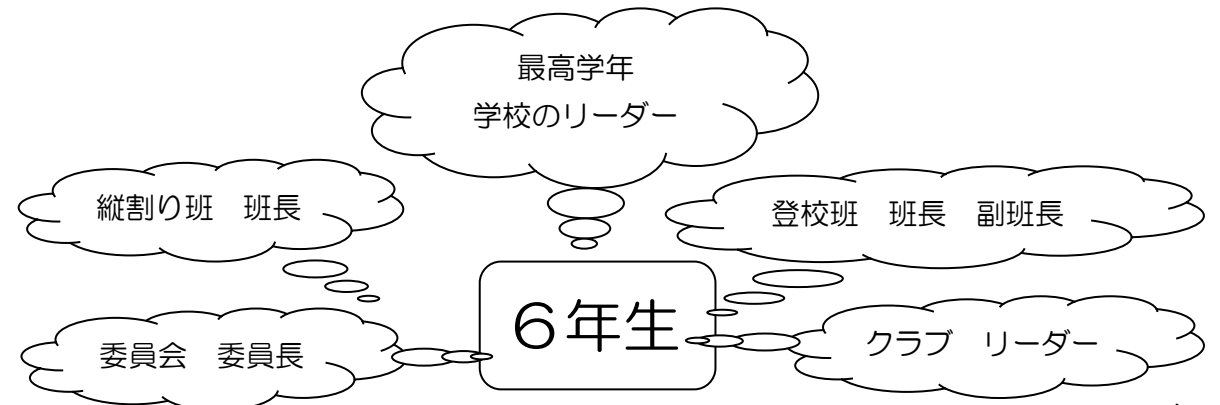 最高学年
学校のリーダー
縦割り班　班長
登校班　班長　副班長
６年生
委員会　委員長
クラブ　リーダー